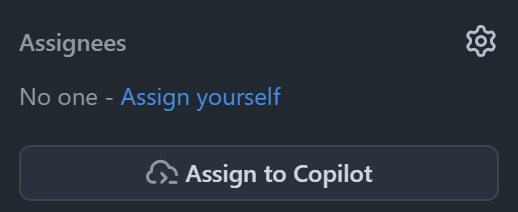 Assignees
No one - Assign yourself
Assign to Copilot